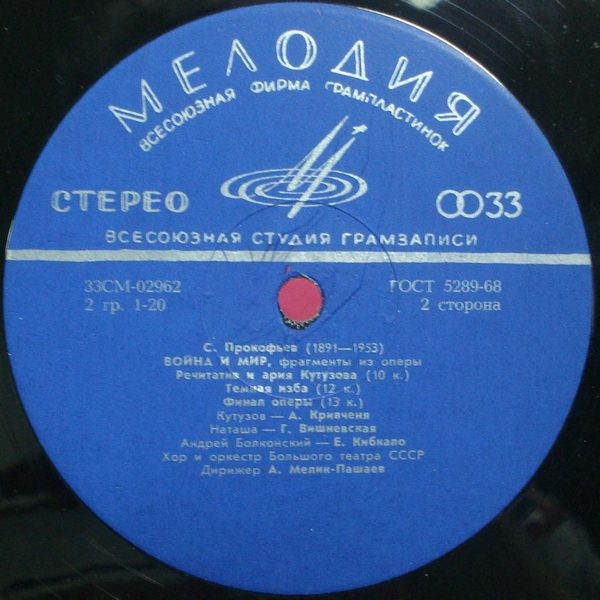 МЕЛОДИЯ
ВСЕСОЮЗНАЯ ФИРМА ГРАМПЛАСТИНОК
СТЕРЕО
33
ВСЕСОЮЗНАЯ СТУДИЯ ГРАМЗАПИСИ
33СМ-02962 ГОСТ 5289-68
2 гр. 1-20 2 сторона
С. Прокофьев (1891—1953)
ВОЙНА И МИР, фрагменты из оперы
Речитатив и ария Кутузова (10 к.)
Темная изба (12 к.)
Финал оперы (13 к.)
Кутузов — А. Кривченя
Наташа — Г. Вишневская
Андрей Болконский — Е. Кибкало
Хор и оркестр Большого театра СССР
Дирижер А. Мелик-Пашаев